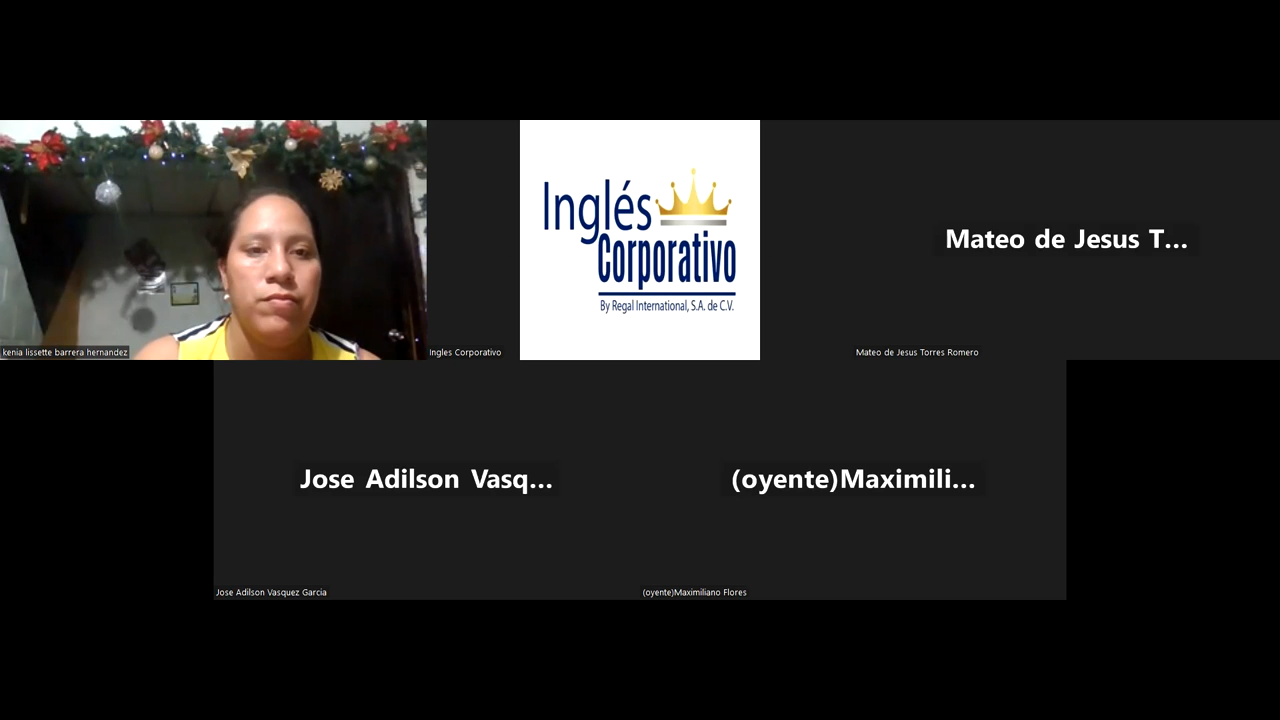 Inglés
Corporativo
By Regal International, S.A. de C.V.
Mateo de Jesus T...
kenia lissette barrera hernandez
Ingles Corporativo
Mateo de Jesus Torres Romero
Jose Adilson Vasq...
(oyente)Maximili...
Jose Adilson Vasquez Garcia
(oyente)Maximiliano Flores